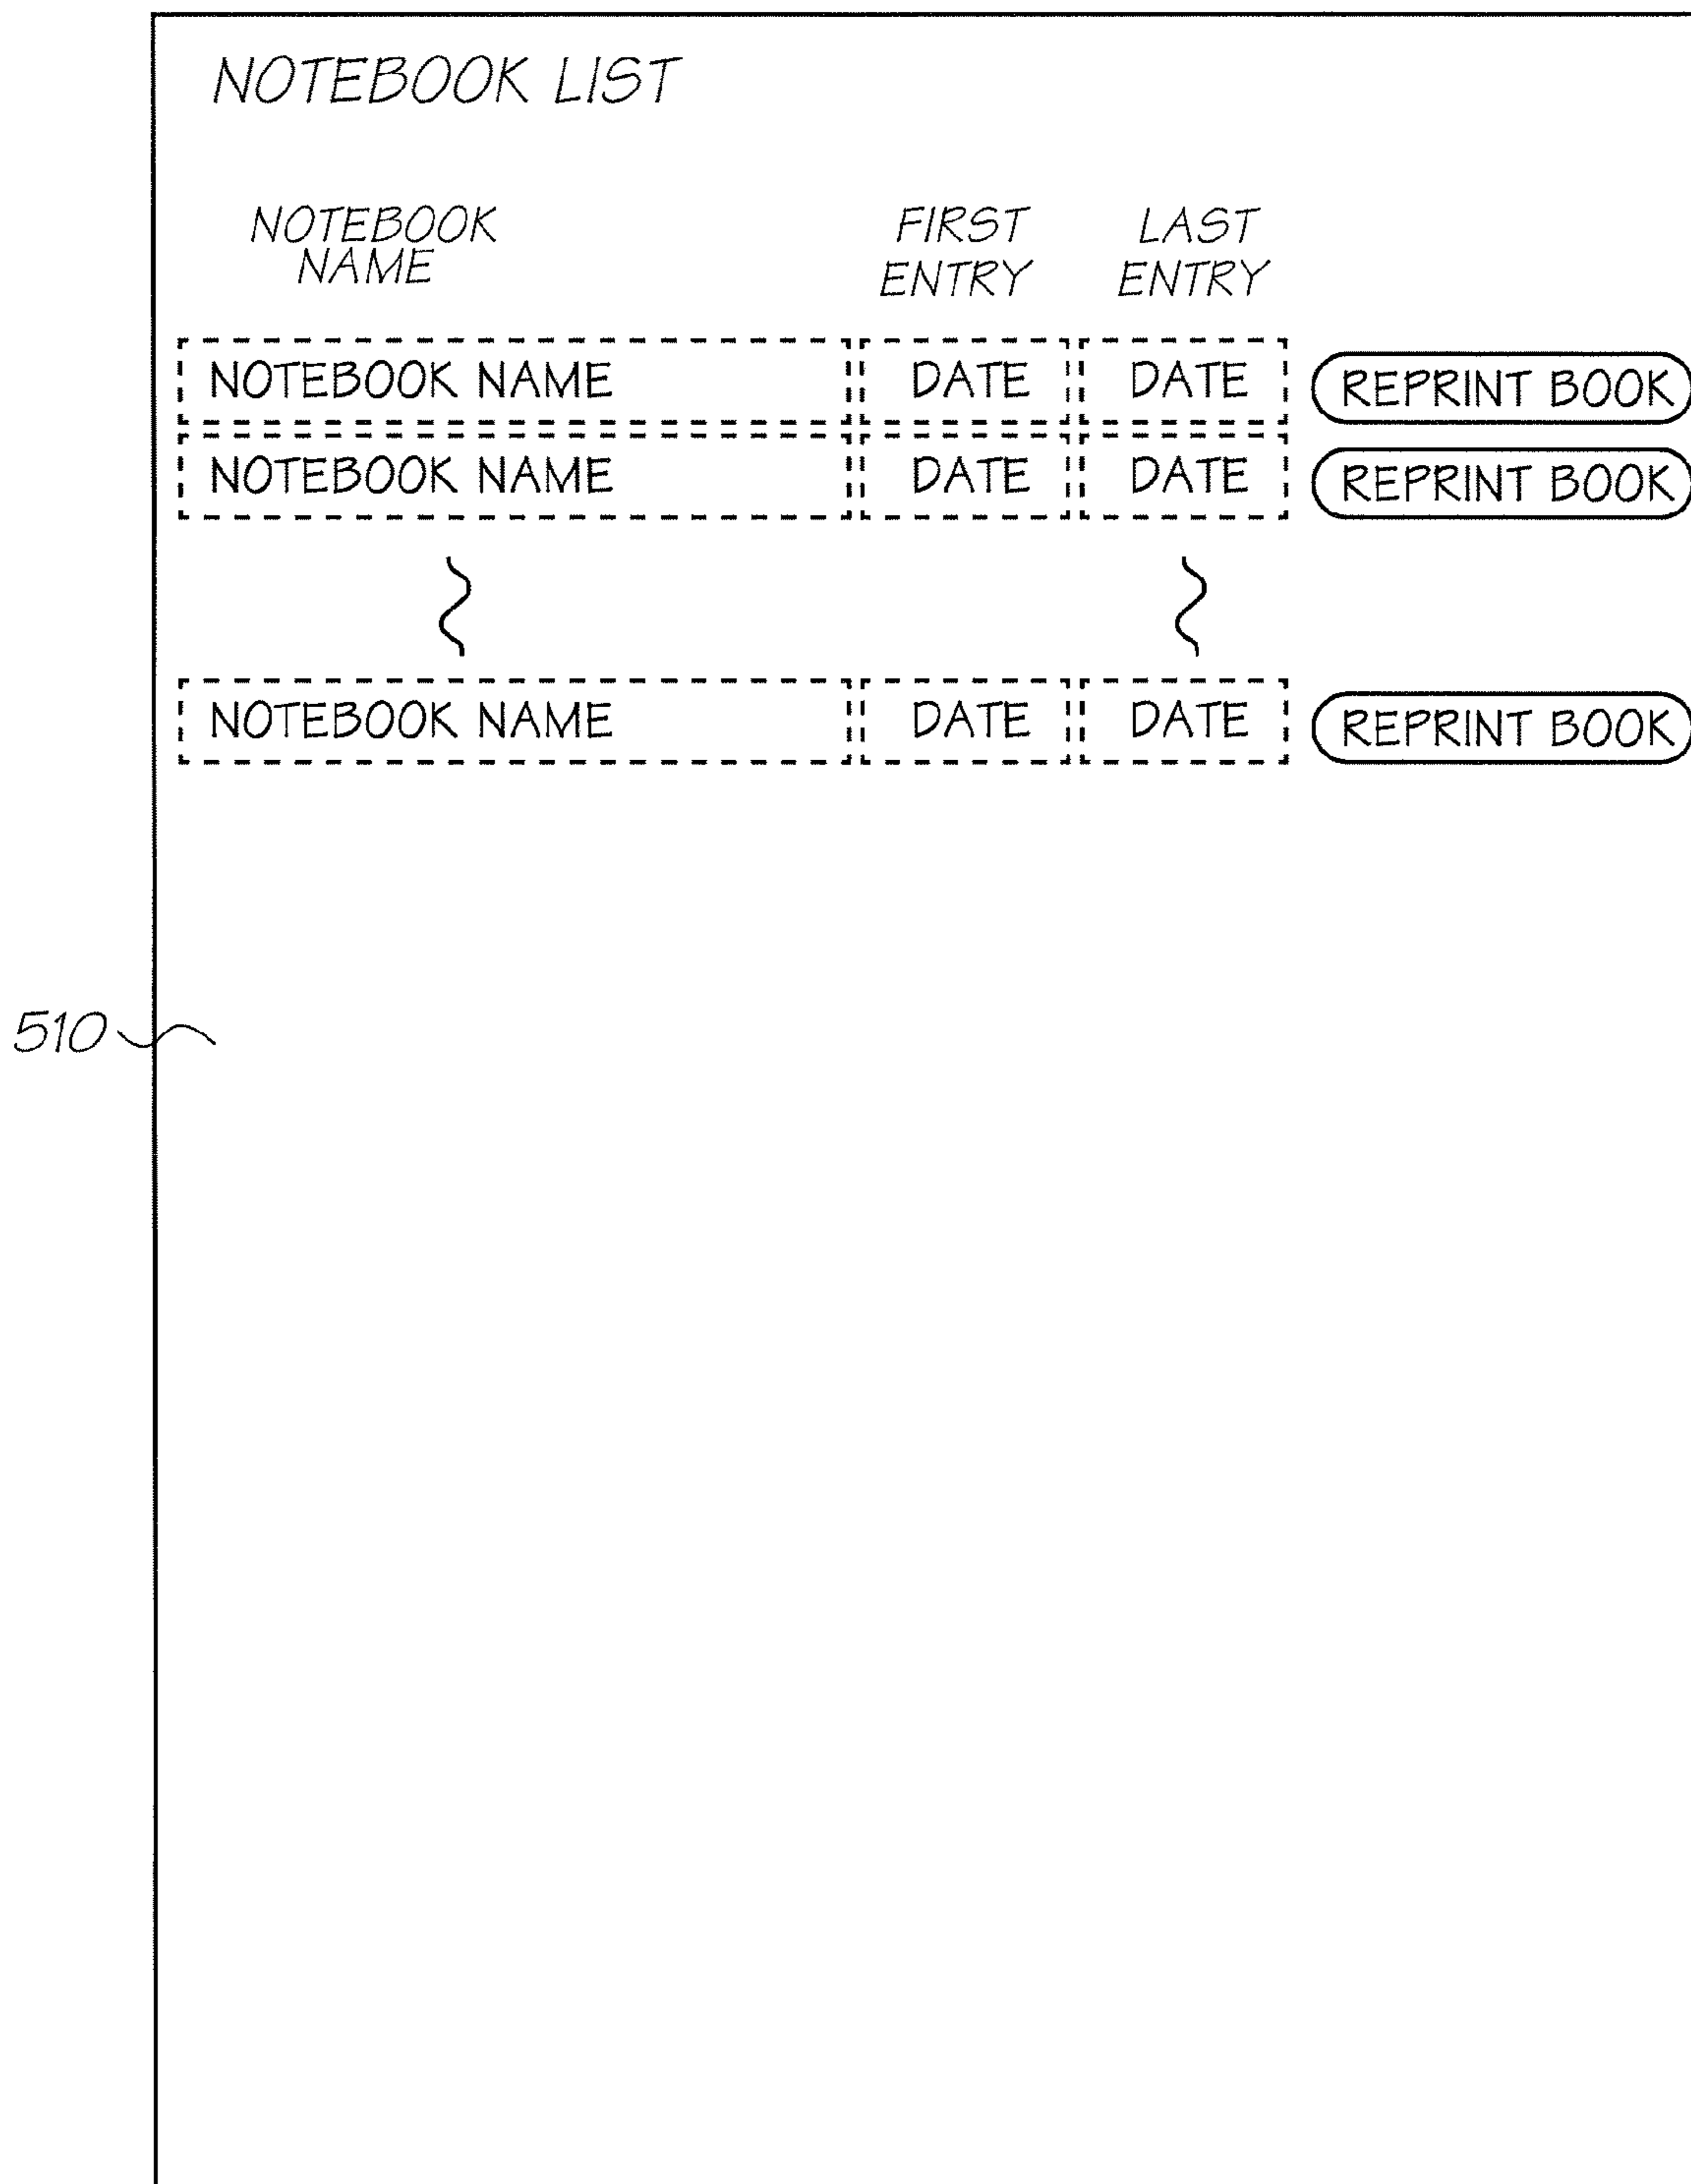 NOTEBOOK LIST
NOTEBOOK NAME
FIRST ENTRY
LAST ENTRY
NOTEBOOK NAME DATE DATE REPRINT BOOK
NOTEBOOK NAME DATE DATE REPRINT BOOK
NOTEBOOK NAME DATE DATE REPRINT BOOK
510